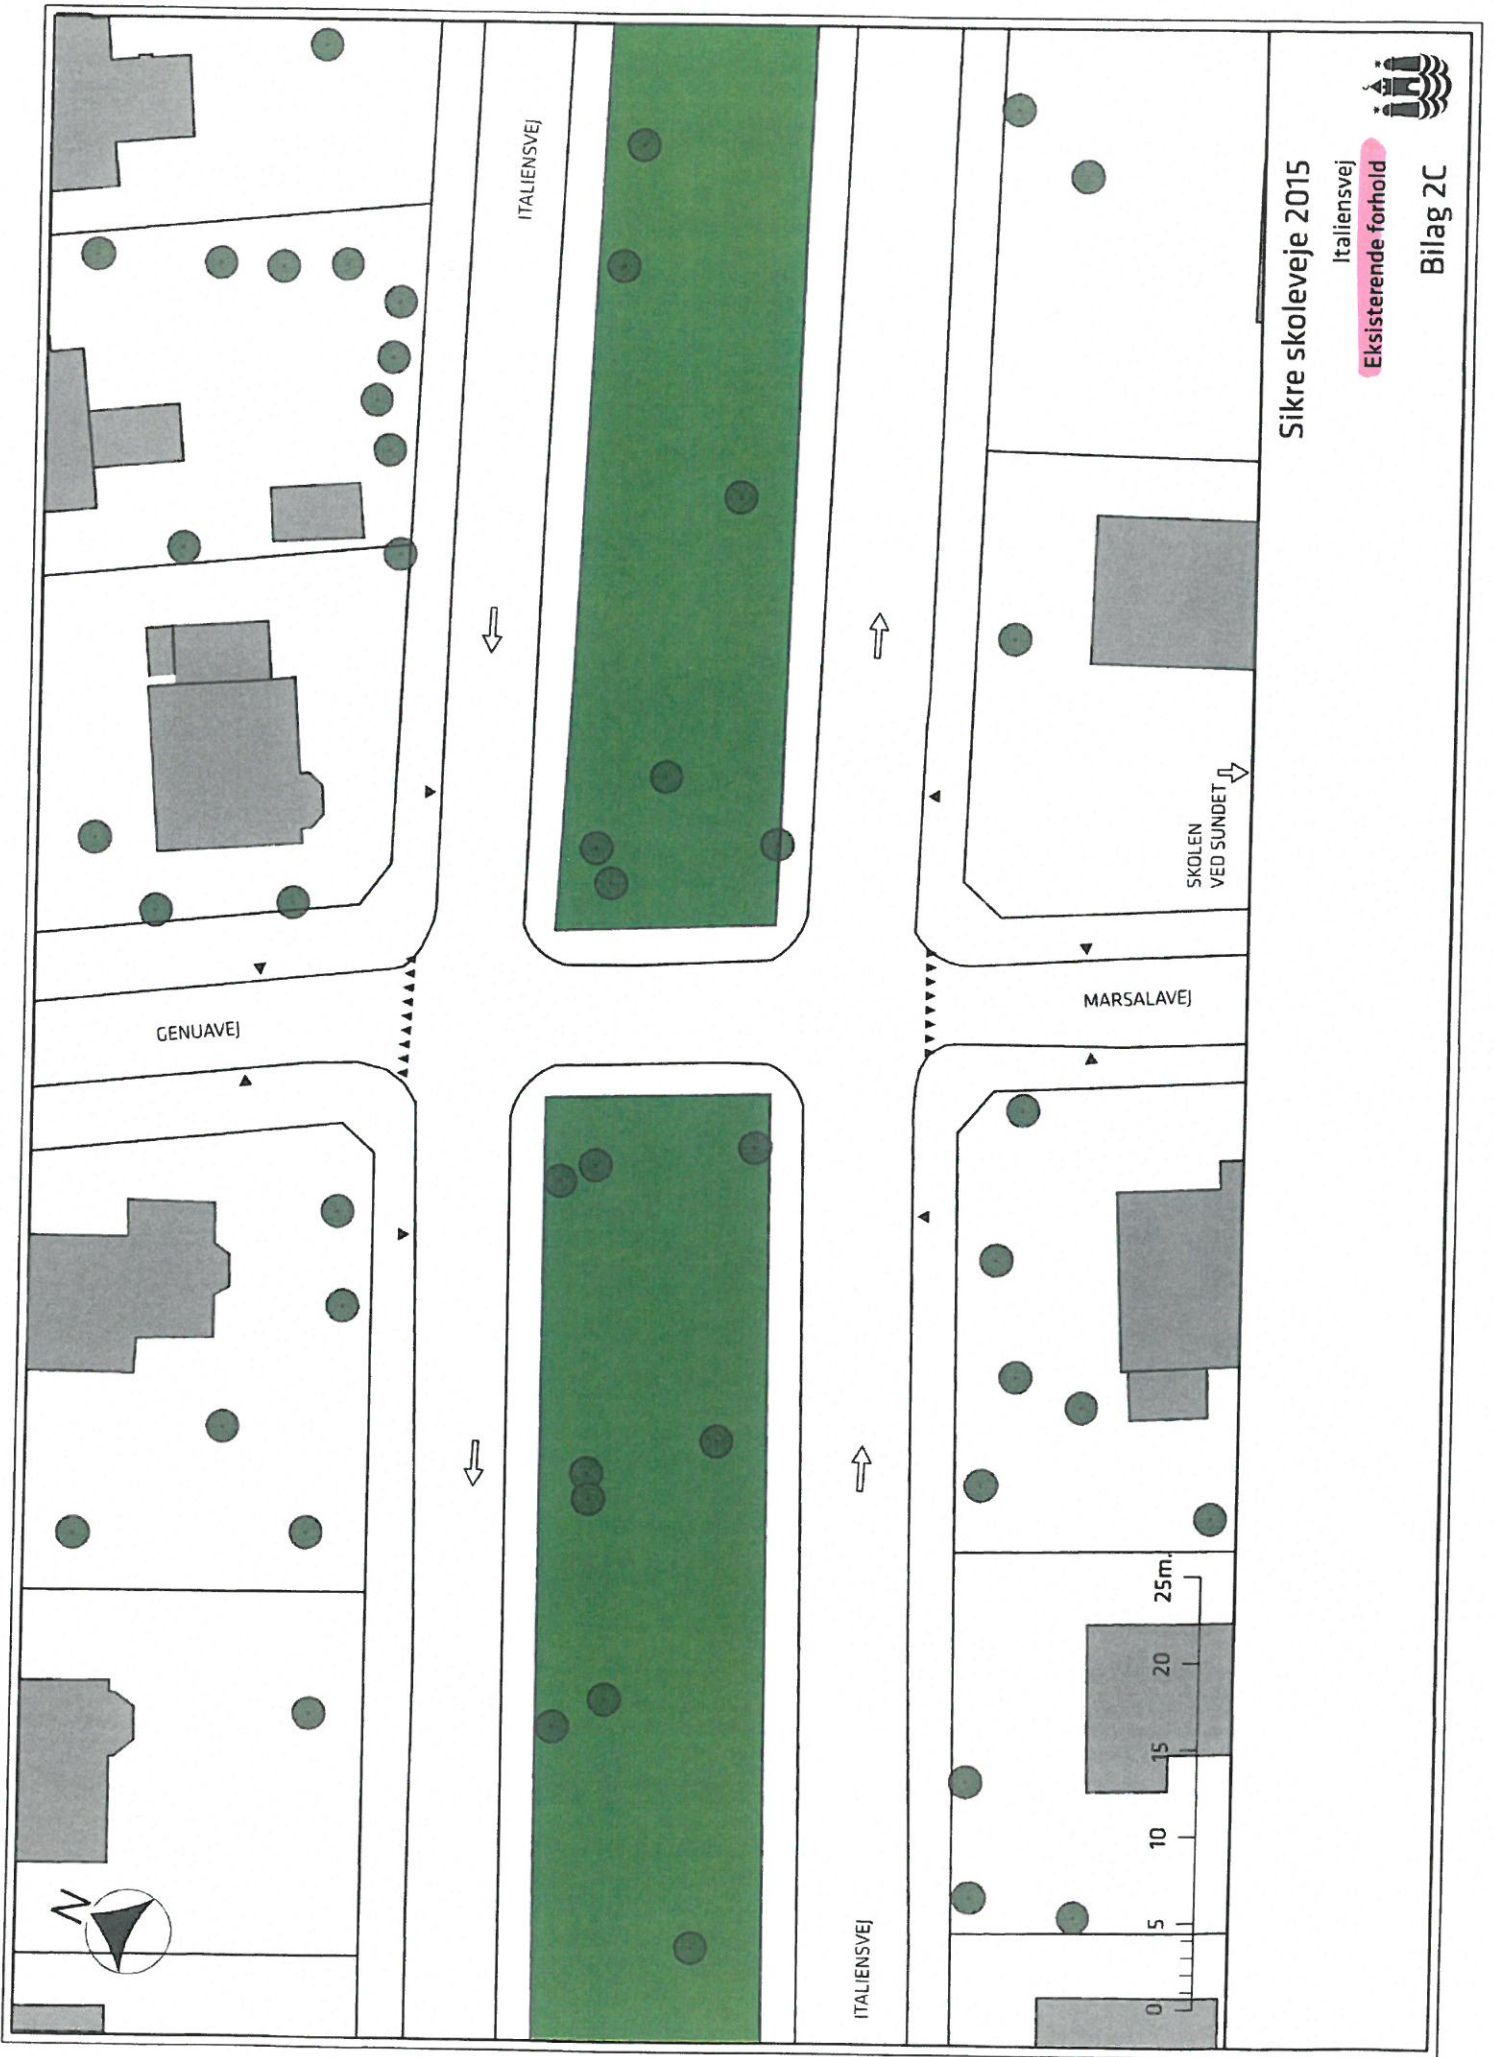 Sikre skoleveje 2015
Italiensvej
Eksisterende forhold
Bilag 2C
ITALIENSVEJ
GENUAVEJ
MARSALAVEJ
SKOLEN
VED SUNDET
ITALIENSVEJ
N
0 5 10 15 20 25m.